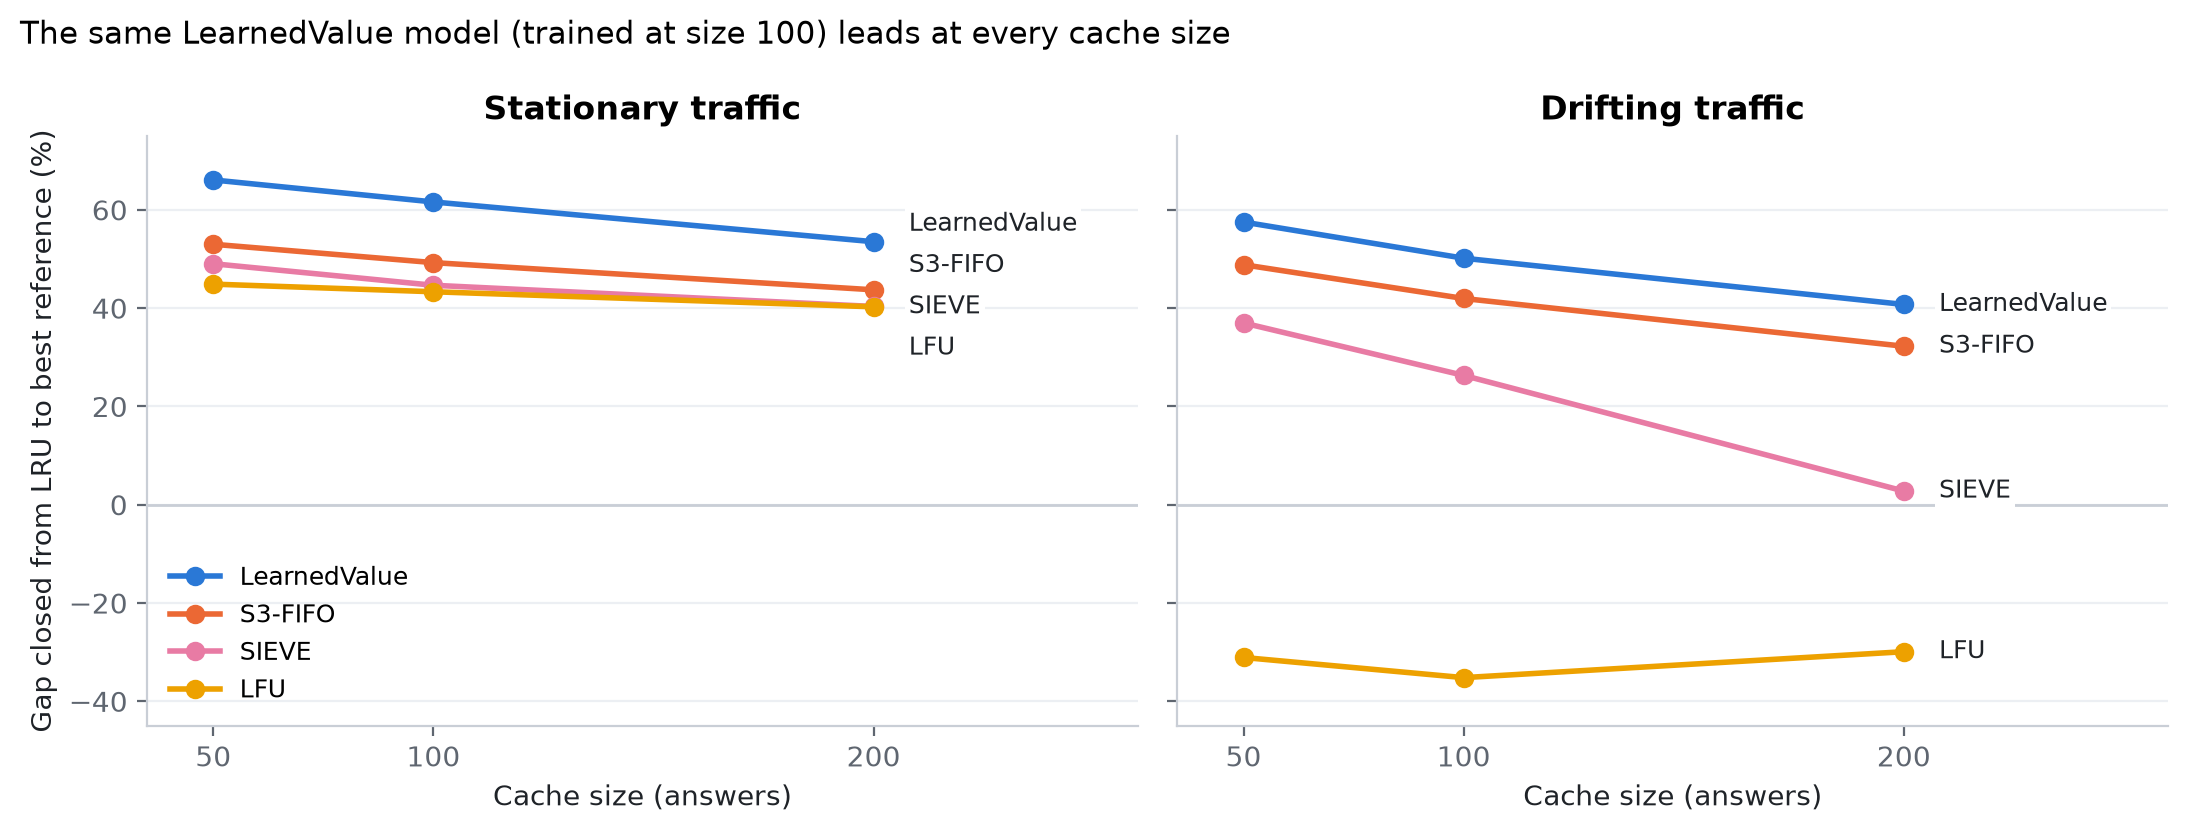 The same LearnedValue model (trained at size 100) leads at every cache size
Stationary traffic
Gap closed from LRU to best reference (%)
60
40
20
0
−20
−40
LearnedValue
S3-FIFO
SIEVE
LFU
LearnedValue
S3-FIFO
SIEVE
LFU
50 100 200
Cache size (answers)
Drifting traffic
LearnedValue
S3-FIFO
SIEVE
LFU
50 100 200
Cache size (answers)